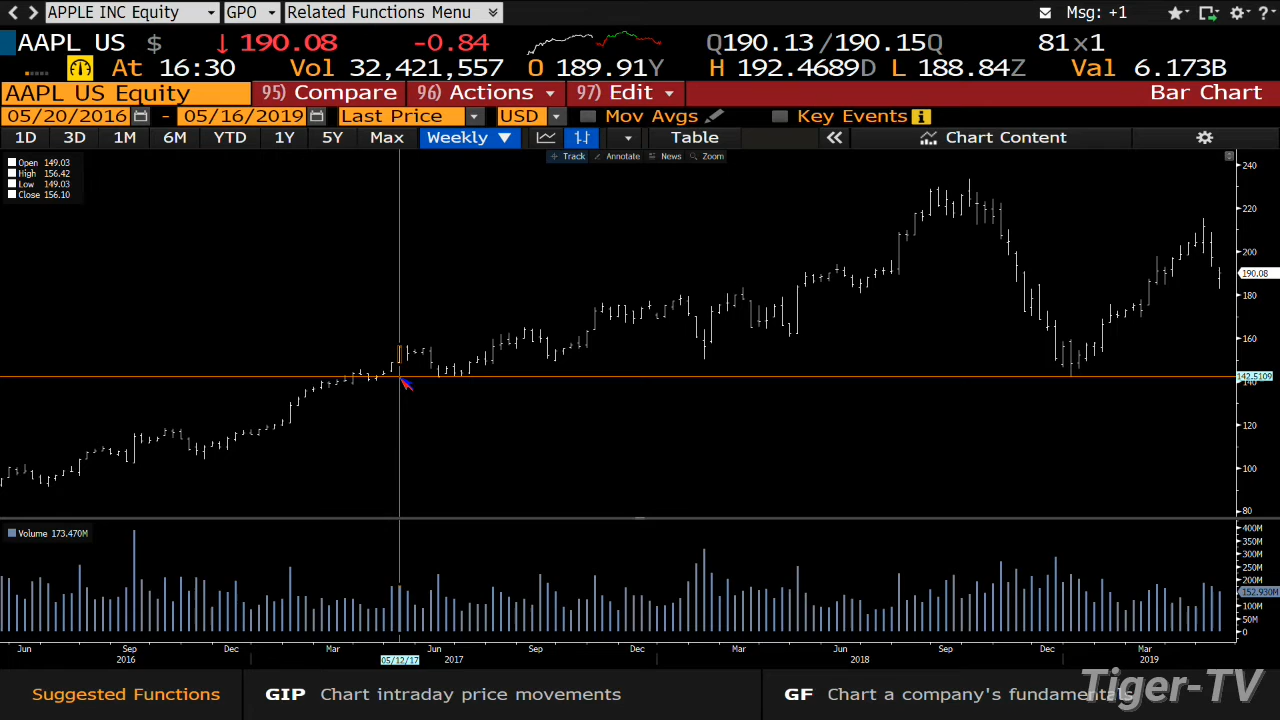 APPLE INC Equity GPO Related Functions Menu Msg: +1 ?
AAPL US $ ↓190.08 -0.84 Q190.13/190.15Q 81x1
At 16:30 Vol 32,421,557 O 189.91Y H 192.4689D L 188.84Z Val 6.173B
AAPL US Equity 95) Compare 96) Actions 97) Edit Bar Chart
05/20/2016 - 05/16/2019 Last Price USD Mov Avgs Key Events i
1D 3D 1M 6M YTD 1Y 5Y Max Weekly ▼ Table « Chart Content
Track Annotate News Zoom
Open 149.03
High 156.42
Low 149.03
Close 156.10
240
220
200
190.08
180
160
142.5109
140
120
100
80
Volume 173.470M
400M
350M
300M
250M
200M
152.930M
100M
50M
0
Jun Sep Dec Mar Jun Sep Dec Mar Jun Sep Dec Mar
2016 05/12/17 2017 2018 2019
Suggested Functions GIP Chart intraday price movements GF Chart a company's fundamentals
Tiger-TV